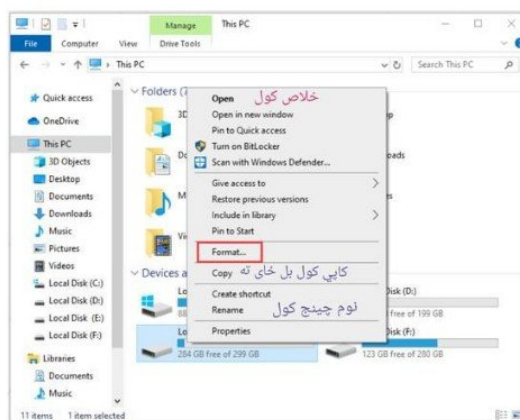 Manage
This PC
File
Computer
View
Drive Tools
This PC
Search This PC
Quick access
OneDrive
This PC
3D Objects
Desktop
Documents
Downloads
Music
Pictures
Videos
Local Disk (C:)
Local Disk (D:)
Local Disk (E:)
Local Disk (F:)
Libraries
Documents
Music
Folders
Devices
Open خلاص کول
Open in new window
Pin to Quick access
Turn on BitLocker
Scan with Windows Defender...
Give access to
Restore previous versions
Include in library
Pin to Start
Format...
Copy کاپي کول بل ځای ته
Create shortcut
Rename نوم چینج کول
Properties
Disk (D:)
free of 199 GB
Disk (F:)
284 GB free of 299 GB
123 GB free of 280 GB
11 items
1 item selected